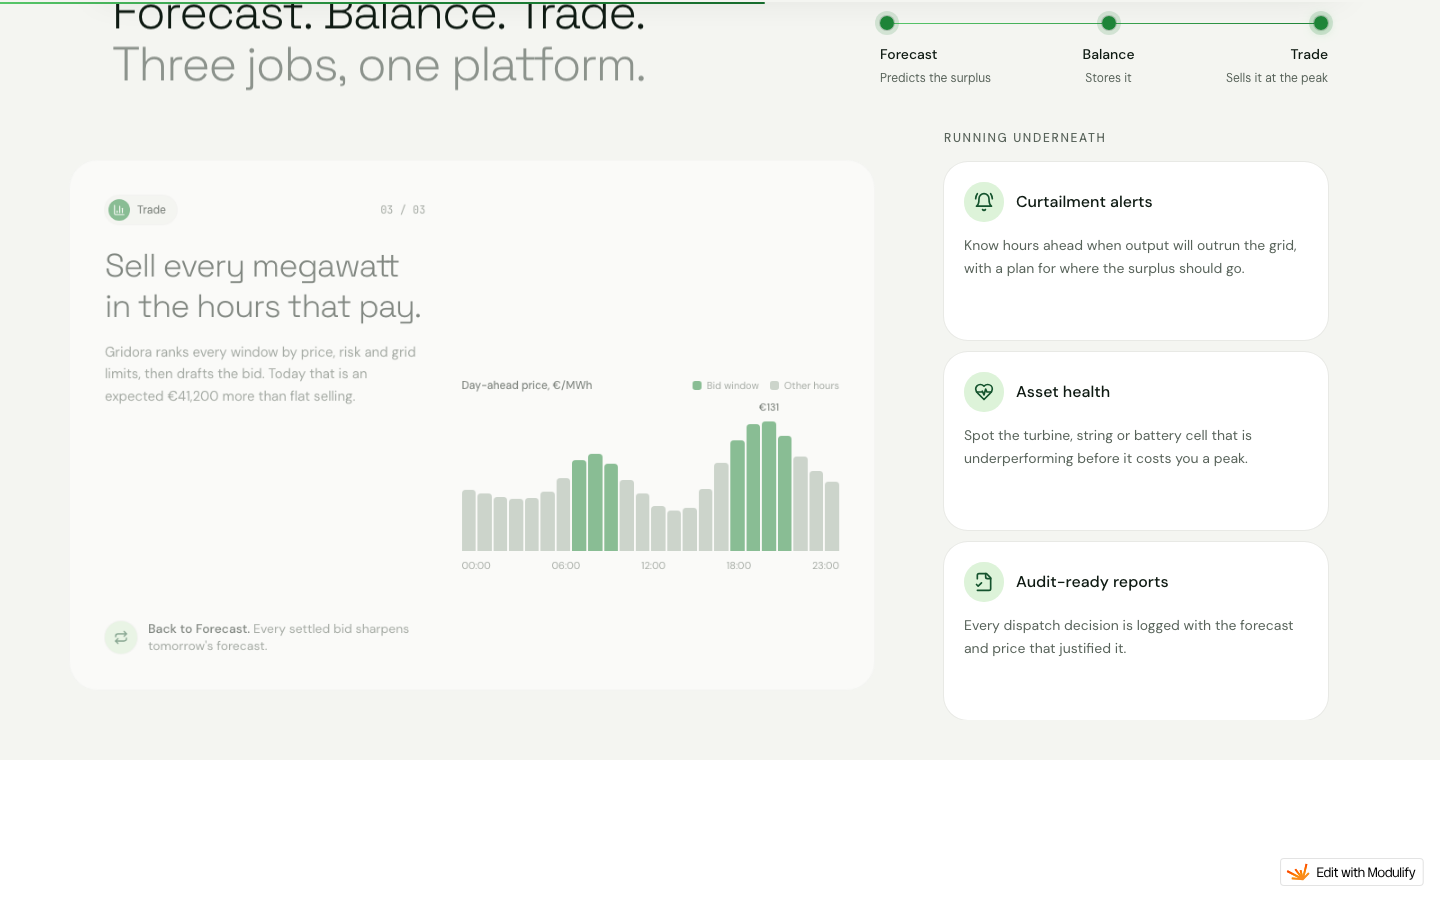 Forecast. Balance. Trade.
Three jobs, one platform.
Forecast
Predicts the surplus
Balance
Stores it
Trade
Sells it at the peak
RUNNING UNDERNEATH
Trade
03 / 03
Sell every megawatt
in the hours that pay.
Gridora ranks every window by price, risk and grid
limits, then drafts the bid. Today that is an
expected €41,200 more than flat selling.
Day-ahead price, €/MWh
Bid window
Other hours
€131
00:00
06:00
12:00
18:00
23:00
Back to Forecast. Every settled bid sharpens
tomorrow's forecast.
Curtailment alerts
Know hours ahead when output will outrun the grid,
with a plan for where the surplus should go.
Asset health
Spot the turbine, string or battery cell that is
underperforming before it costs you a peak.
Audit-ready reports
Every dispatch decision is logged with the forecast
and price that justified it.
Edit with Modulify